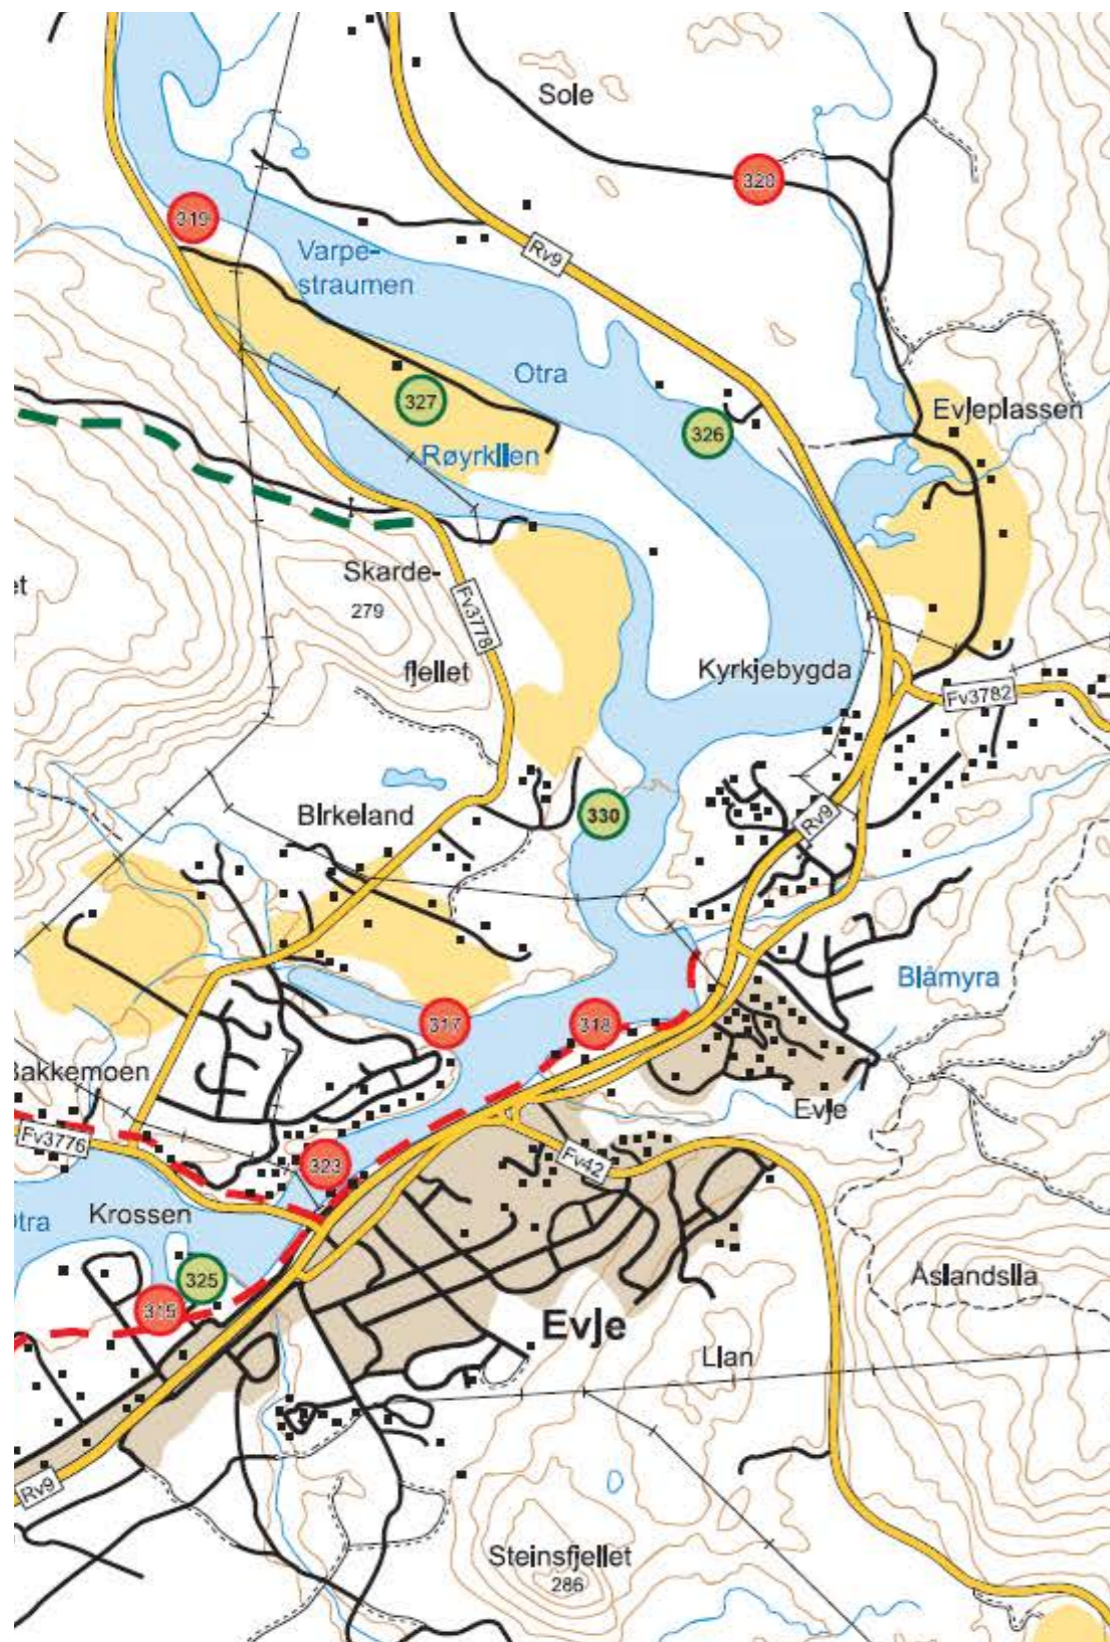 Sole
320
319
Varpe-
straumen
Rv9
Otra
327
326
Evjeplassen
Røyrkilen
Skarde-
279
fjellet
Fv3778
Kyrkjebygda
Fv3782
Birkeland
330
Rv9
Blåmyra
317
318
Bakkemoen
Evje
Fv3776
323
Fv42
Otra
Krossen
325
315
Åslandslia
Evje
Lian
Rv9
Steinsfjellet
286